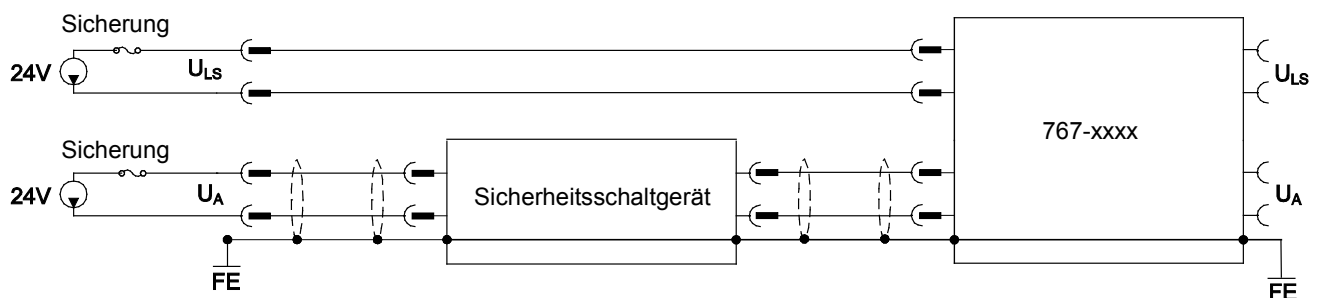 Sicherung
24V
U_LS
767-xxxx
U_LS
Sicherung
24V
U_A
Sicherheitsschaltgerät
U_A
FE
FE